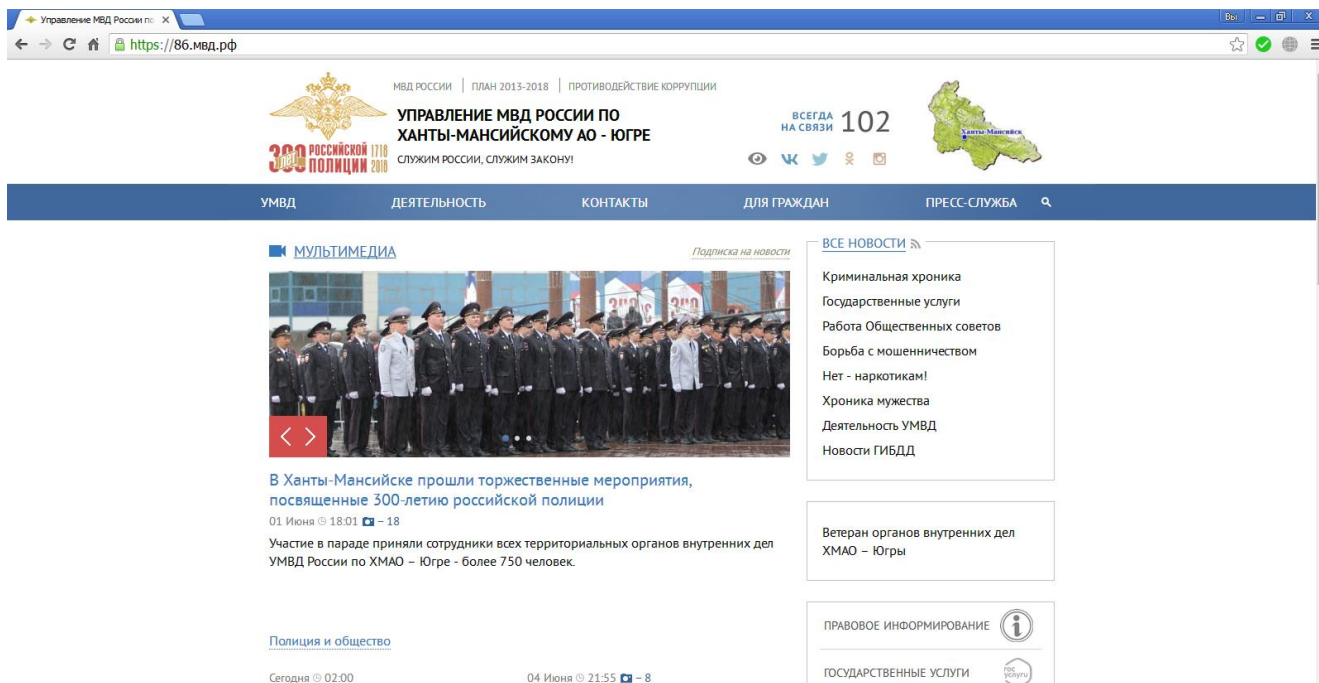 Управление МВД России по
Вы
https://86.мвд.рф
МВД РОССИИ | ПЛАН 2013-2018 | ПРОТИВОДЕЙСТВИЕ КОРРУПЦИИ
УПРАВЛЕНИЕ МВД РОССИИ ПО
ХАНТЫ-МАНСИЙСКОМУ АО - ЮГРЕ
СЛУЖИМ РОССИИ, СЛУЖИМ ЗАКОНУ!
300 лет РОССИЙСКОЙ ПОЛИЦИИ 1718 2018
ВСЕГДА
НА СВЯЗИ 102
Ханты-Мансийск
УМВД ДЕЯТЕЛЬНОСТЬ КОНТАКТЫ ДЛЯ ГРАЖДАН ПРЕСС-СЛУЖБА
МУЛЬТИМЕДИА
Подписка на новости
300
300
В Ханты-Мансийске прошли торжественные мероприятия,
посвященные 300-летию российской полиции
01 Июня 18:01 – 18
Участие в параде приняли сотрудники всех территориальных органов внутренних дел
УМВД России по ХМАО – Югре - более 750 человек.
Полиция и общество
Сегодня 02:00
04 Июня 21:55 – 8
ВСЕ НОВОСТИ
Криминальная хроника
Государственные услуги
Работа Общественных советов
Борьба с мошенничеством
Нет - наркотикам!
Хроника мужества
Деятельность УМВД
Новости ГИБДД
Ветеран органов внутренних дел
ХМАО – Югры
ПРАВОВОЕ ИНФОРМИРОВАНИЕ
ГОСУДАРСТВЕННЫЕ УСЛУГИ
гос
услуги